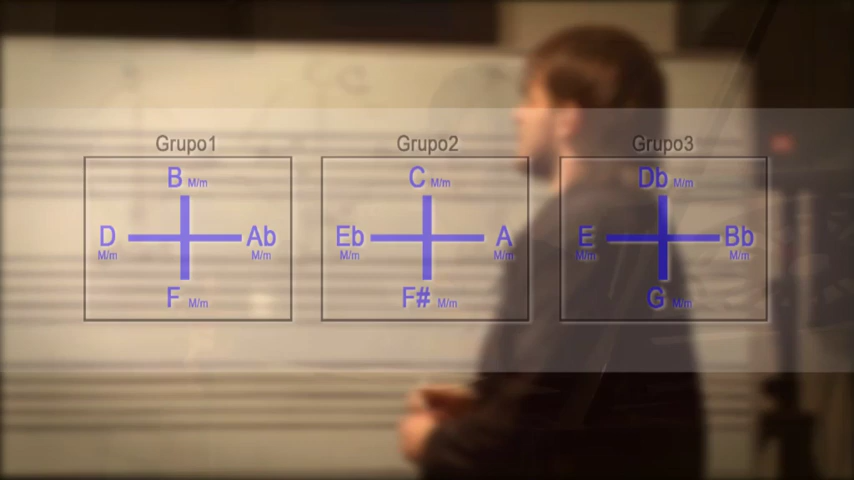 Grupo1
B M/m
D M/m
Ab M/m
F M/m
Grupo2
C M/m
Eb M/m
A M/m
F# M/m
Grupo3
Db M/m
E M/m
Bb M/m
G M/m